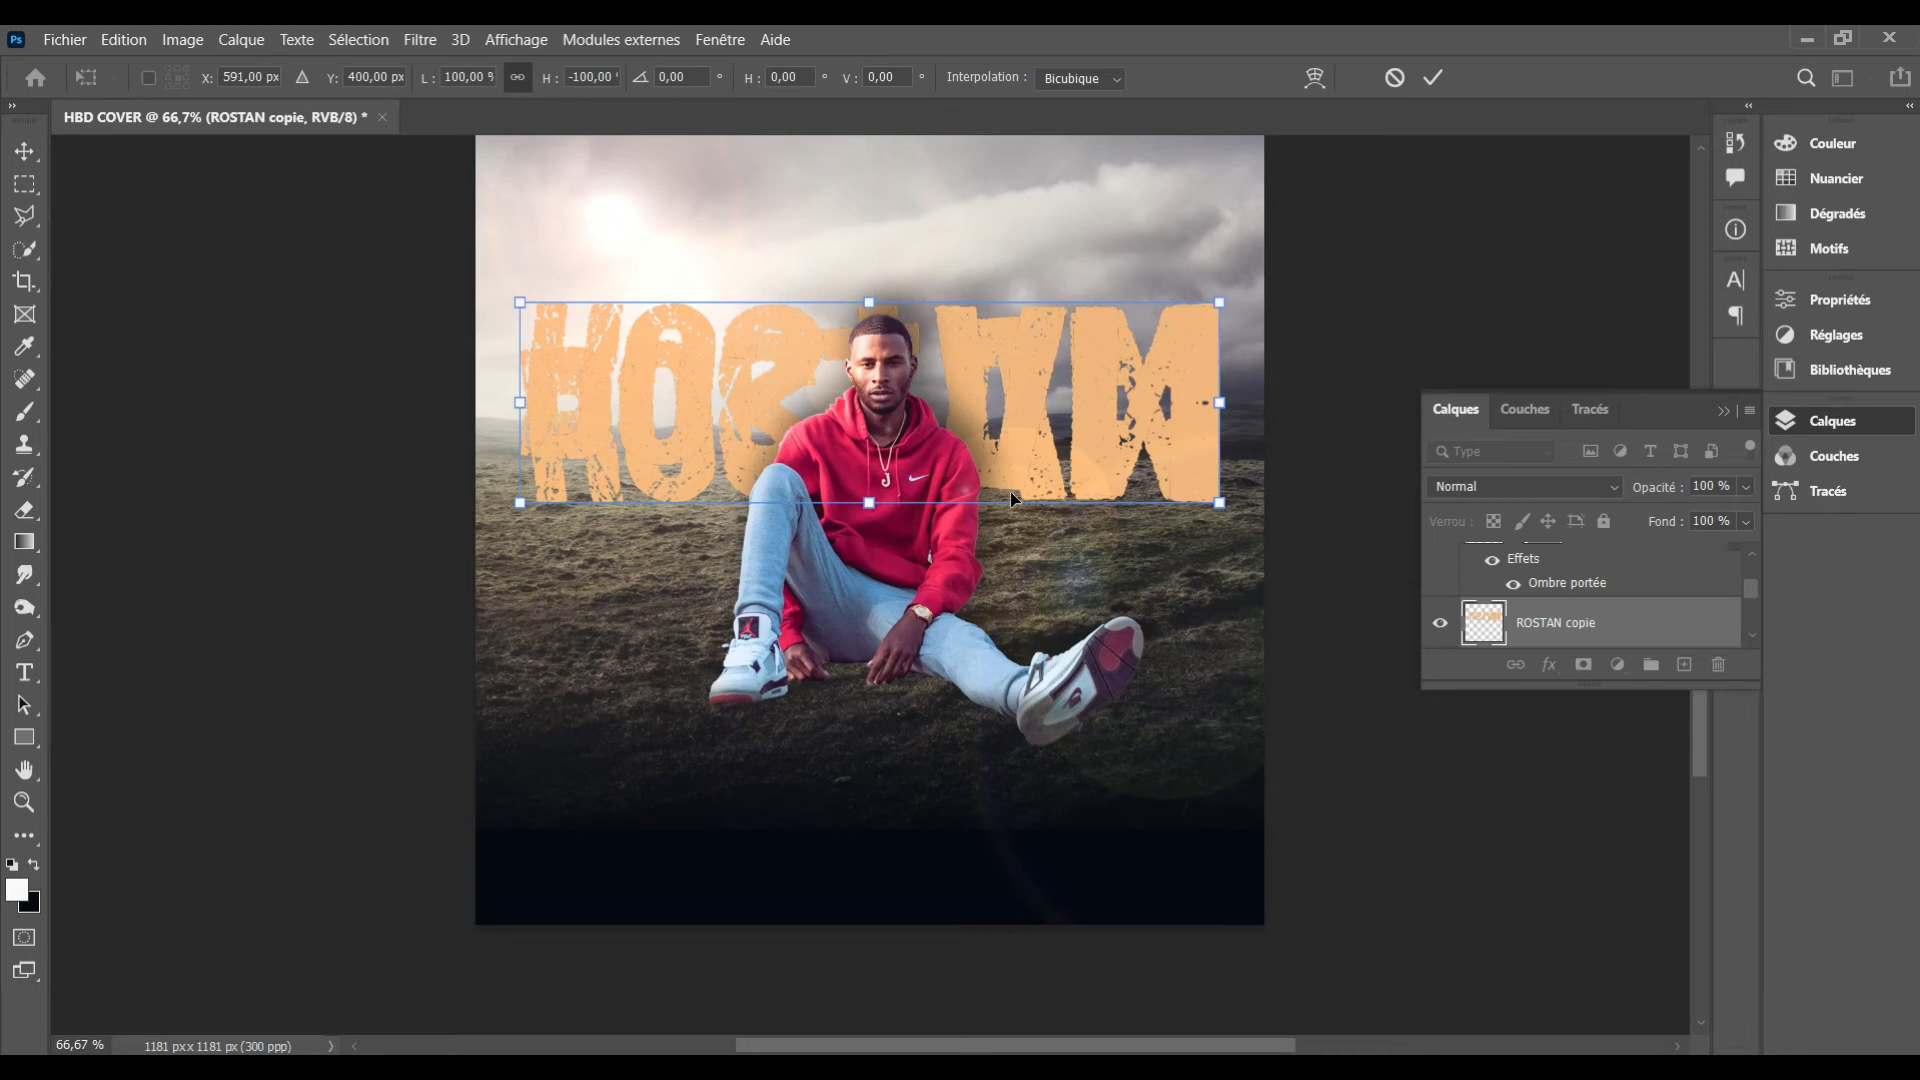 Ps Fichier Edition Image Calque Texte Sélection Filtre 3D Affichage Modules externes Fenêtre Aide
X: 591,00 px Y: 400,00 px L : 100,00 % H : -100,00 0,00 ° H : 0,00 ° V : 0,00 ° Interpolation : Bicubique
HBD COVER @ 66,7% (ROSTAN copie, RVB/8) *
Couleur
Nuancier
Dégradés
Motifs
Propriétés
Réglages
Bibliothèques
Calques
Couches
Tracés
Calques Couches Tracés
Type
Normal Opacité : 100 %
Verrou : Fond : 100 %
Effets
Ombre portée
ROSTAN copie
fx
J
66,67 % 1181 px x 1181 px (300 ppp)